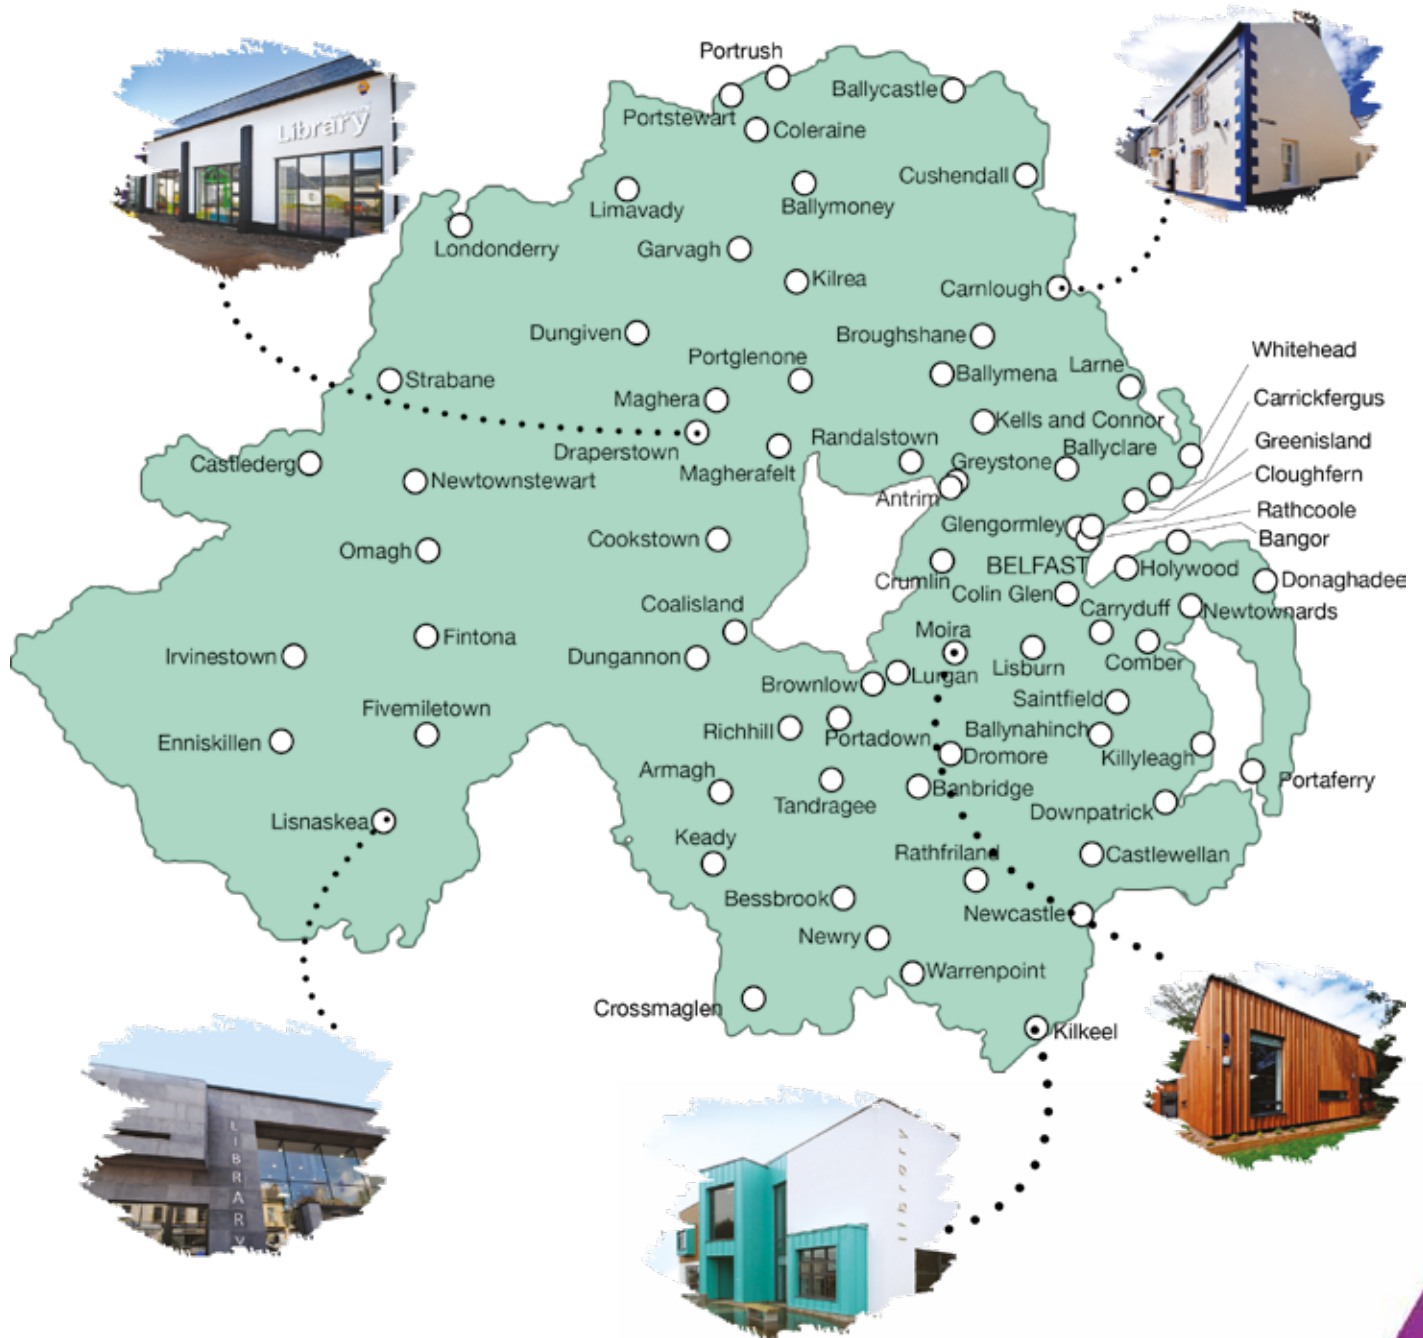 Portrush
Ballycastle
Portstewart
Coleraine
Library
Cushendall
Limavady
Ballymoney
Londonderry
Garvagh
Kilrea
Carnlough
Dungiven
Broughshane
Portglenone
Whitehead
Strabane
Ballymena
Larne
Maghera
Carrickfergus
Kells and Connor
Draperstown
Randalstown
Ballyclare
Greenisland
Castlederg
Magherafelt
Greystone
Cloughfern
Newtownstewart
Antrim
Rathcoole
Glengormley
Cookstown
Bangor
Omagh
BELFAST
Holywood
Crumlin
Donaghadee
Colin Glen
Coalisland
Carryduff
Newtownards
Moira
Fintona
Irvinestown
Dungannon
Lisburn
Comber
Lurgan
Brownlow
Saintfield
Fivemiletown
Richhill
Portadown
Ballynahinch
Enniskillen
Dromore
Killyleagh
Armagh
Portaferry
Banbridge
Tandragee
Downpatrick
Lisnaskea
Keady
Rathfriland
Castlewellan
Bessbrook
Newcastle
Newry
Warrenpoint
Crossmaglen
Kilkeel
LIBRARY
library